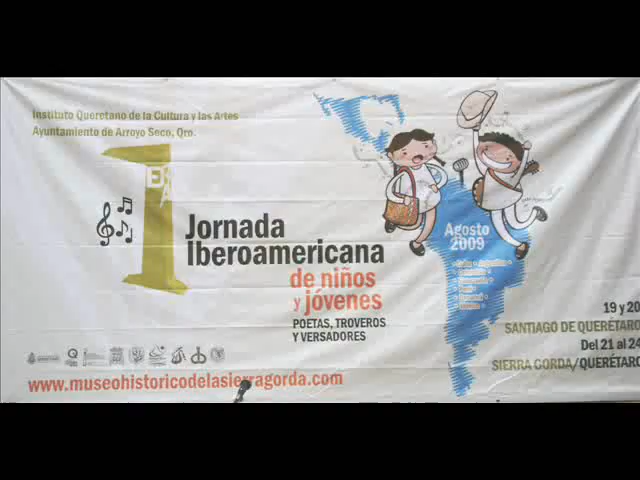 Instituto Queretano de la Cultura y las Artes
Ayuntamiento de Arroyo Seco, Qro.
1
ER
A
Jornada
Iberoamericana
de niños
y jóvenes
POETAS, TROVEROS
Y VERSADORES
Agosto
2009
19 y 20
SANTIAGO DE QUERÉTARO
Del 21 al 24
SIERRA GORDA/QUERÉTARO
www.museohistoricodelasierragorda.com